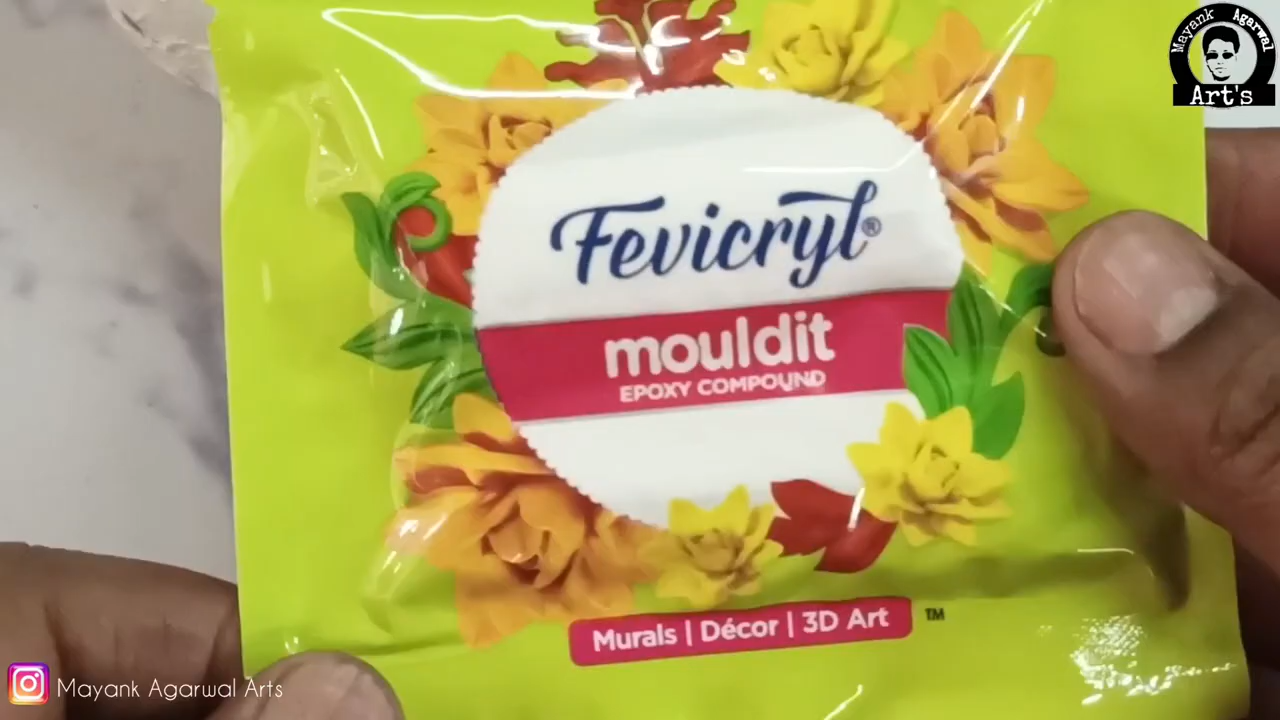 Mayank Agarwal
Art's
Fevicryl®
mouldit
EPOXY COMPOUND
Murals | Décor | 3D Art ™
Mayank Agarwal Arts